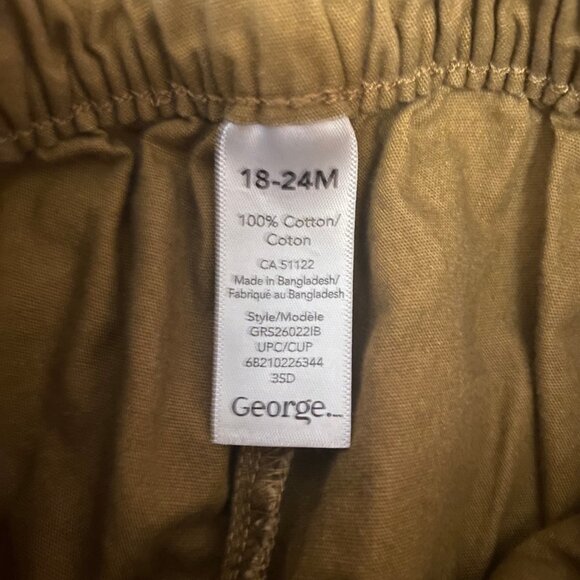 18-24M
100% Cotton/
Coton
CA 51122
Made in Bangladesh/
Fabriqué au Bangladesh
Style/Modèle
GRS26022IB
UPC/CUP
68210226344
35D
George.